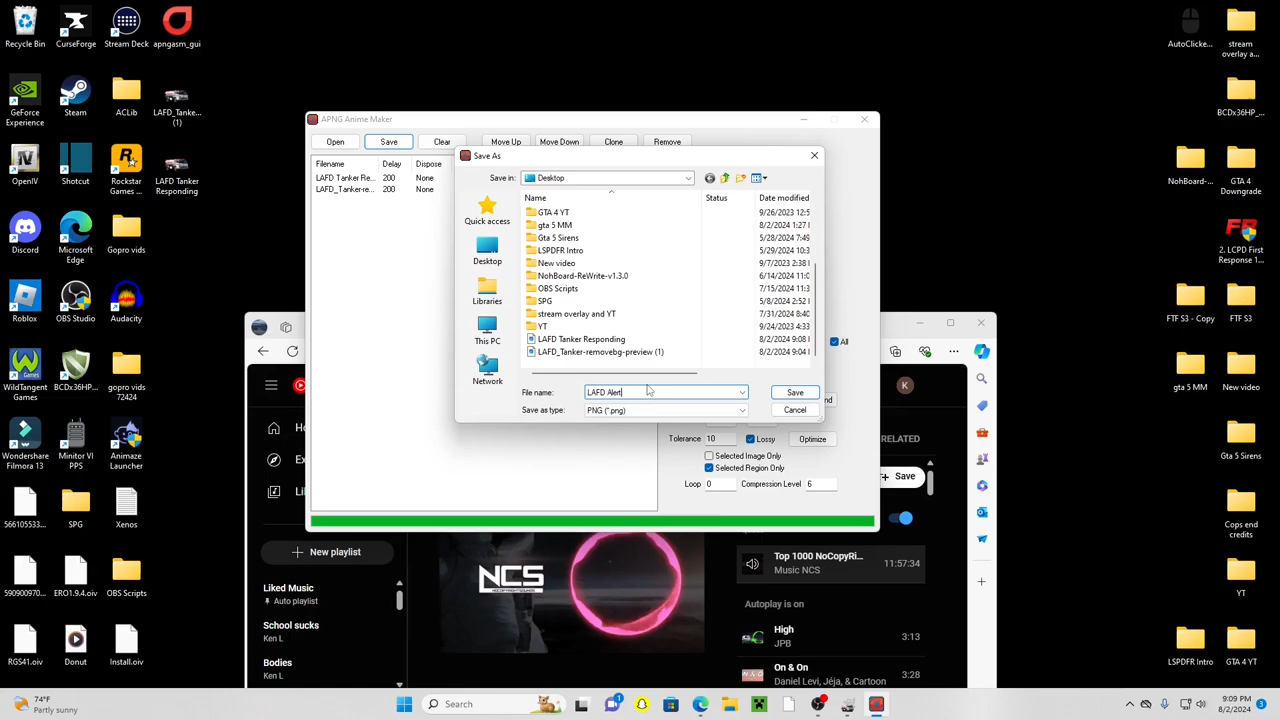 Recycle Bin
CurseForge
Stream Deck
apngasm_gui
AutoClicke...
stream overlay a...
GeForce Experience
Steam
ACLib
LAFD_Tanke... (1)
BCDx36HP_...
OpenIV
Shotcut
Rockstar Games ...
LAFD Tanker Responding
NohBoard-...
GTA 4 Downgrade
Discord
Microsoft Edge
Gopro vids
2. LCPD First Response 1...
Roblox
OBS Studio
Audacity
FTF S3 - Copy
FTF S3
WildTangent Games
BCDx36HP...
gopro vids 72424
gta 5 MM
New video
Wondershare Filmora 13
Minitor VI PPS
Animaze Launcher
Gta 5 Sirens
566105533...
SPG
Xenos
Cops end credits
590900970...
ERO1.9.4.oiv
OBS Scripts
YT
RGS41.oiv
Donut
Install.oiv
LSPDFR Intro
GTA 4 YT
APNG Anime Maker
Open
Save
Clear
Move Up
Move Down
Clone
Remove
Filename
Delay
Dispose
LAFD Tanker Re...
200
None
LAFD_Tanker-re...
200
None
All
Tolerance
10
Lossy
Optimize
Selected Image Only
Selected Region Only
Loop
0
Compression Level
6
Save As
Save in:
Desktop
Quick access
Desktop
Libraries
This PC
Network
Name
Status
Date modified
GTA 4 YT
9/26/2023 12:5
gta 5 MM
8/2/2024 1:27
Gta 5 Sirens
5/28/2024 7:49
LSPDFR Intro
5/29/2024 10:3
New video
9/7/2023 2:38
NohBoard-ReWrite-v1.3.0
6/14/2024 11:0
OBS Scripts
7/15/2024 11:3
SPG
5/8/2024 2:52
stream overlay and YT
7/31/2024 8:40
YT
9/24/2023 4:33
LAFD Tanker Responding
8/2/2024 9:08
LAFD_Tanker-removebg-preview (1)
8/2/2024 9:04
File name:
LAFD Alert
Save
Save as type:
PNG (*.png)
Cancel
K
RELATED
Save
New playlist
Liked Music
Auto playlist
School sucks
Ken L
Bodies
Ken L
NCS
Top 1000 NoCopyRi...
Music NCS
11:57:34
Autoplay is on
High
JPB
3:13
On & On
Daniel Levi, Jéja, & Cartoon
3:28
74°F
Partly sunny
Search
1
9:09 PM
8/2/2024
3